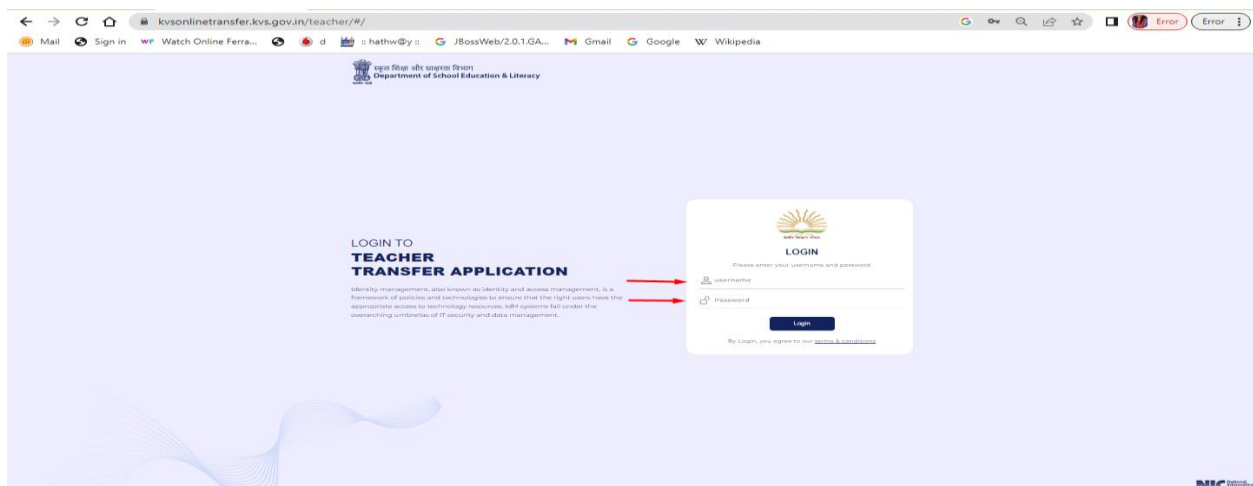 kvsonlinetransfer.kvs.gov.in/teacher/#/
Error
Error
Mail
Sign in
Watch Online Ferra...
d
:: hathw@y ::
JBossWeb/2.0.1.GA...
Gmail
Google
Wikipedia
स्कूल शिक्षा और साक्षरता विभाग
Department of School Education & Literacy
LOGIN TO
TEACHER
TRANSFER APPLICATION
Identity management, also known as identity and access management, is a
framework of policies and technologies to ensure that the right users have the
appropriate access to technology resources. IdM systems fall under the
overarching umbrellas of IT security and data management.
LOGIN
Please enter your username and password
username
Password
Login
By Login, you agree to our terms & conditions
NIC